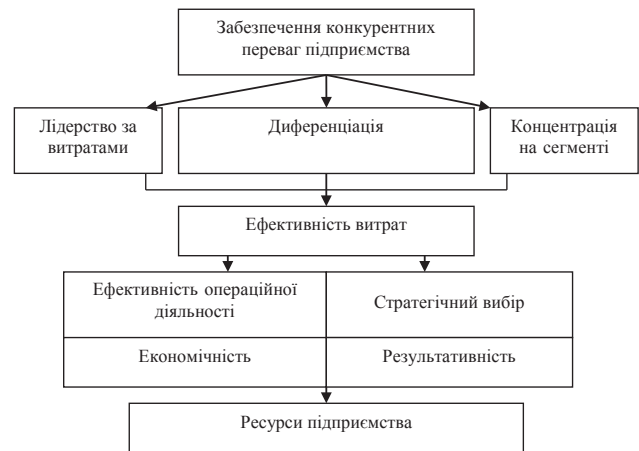 Забезпечення конкурентних
переваг підприємства
Лідерство за
витратами
Диференціація
Концентрація
на сегменті
Ефективність витрат
Ефективність операційної
діяльності
Стратегічний вибір
Економічність
Результативність
Ресурси підприємства